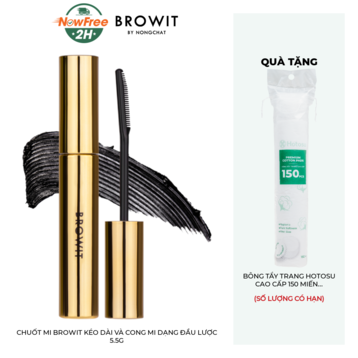 NowFree
2H
BROWIT
BY NONGCHAT
QUÀ TẶNG
BROWIT
150
BÔNG TẨY TRANG HOTOSU
CAO CẤP 150 MIẾN...
(SỐ LƯỢNG CÓ HẠN)
CHUỐT MI BROWIT KÉO DÀI VÀ CONG MI DẠNG ĐẦU LƯỢC
5.5G